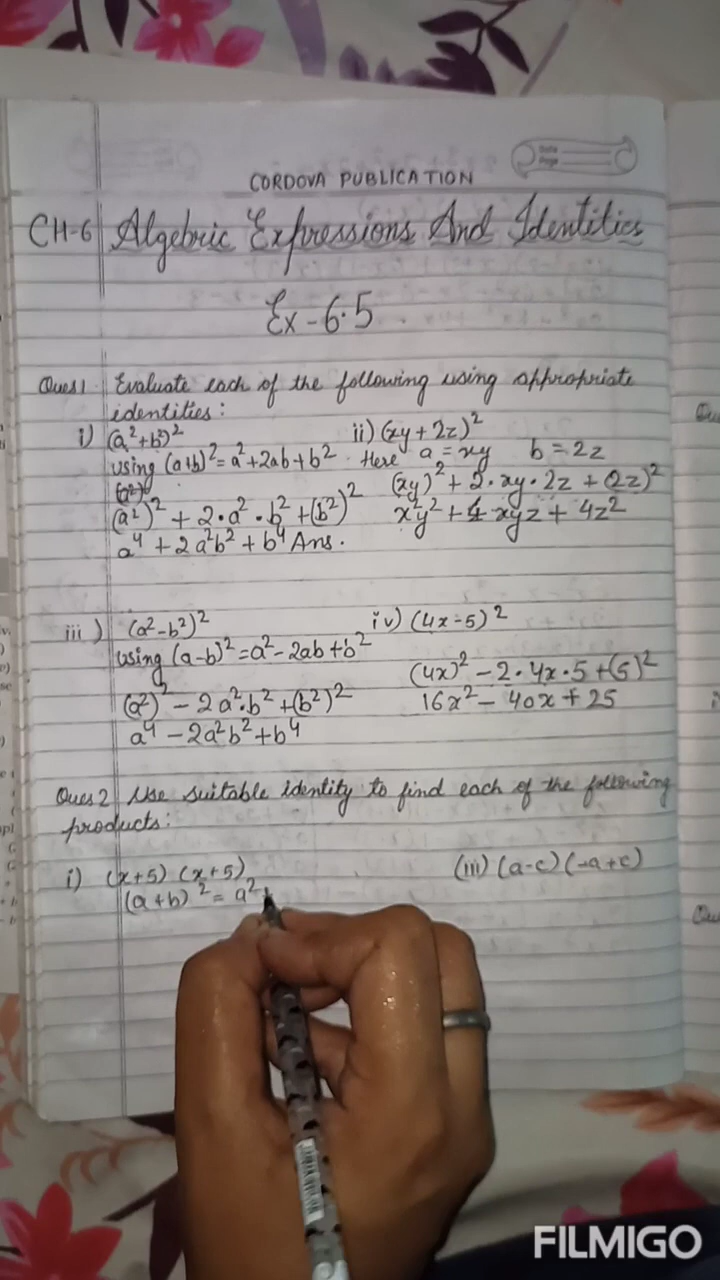 CORDOVA PUBLICATION
CH-6 Algebric Expressions And Identities
Ex - 6.5
Ques 1 Evaluate each of the following using appropriate
identities:
i) (a²+b²)²
using (a+b)² = a²+2ab+b²
(a²)
(a²)² + 2·a²·b² + (b²)²
a⁴ + 2a²b² + b⁴ Ans.
ii) (xy + 2z)²
Here a = xy b = 2z
(xy)² + 2·xy·2z + (2z)²
x²y² + 4xyz + 4z²
iii) (a²-b²)²
using (a-b)² = a²-2ab+b²
(a²)² - 2a²·b² + (b²)²
a⁴ - 2a²b² + b⁴
iv) (4x-5)²
(4x)² - 2·4x·5 + (5)²
16x² - 40x + 25
Ques 2 Use suitable identity to find each of the following
products:
i) (x+5) (x+5)
(a+b)² = a²+
(iii) (a-c) (-a+c)
FILMIGO